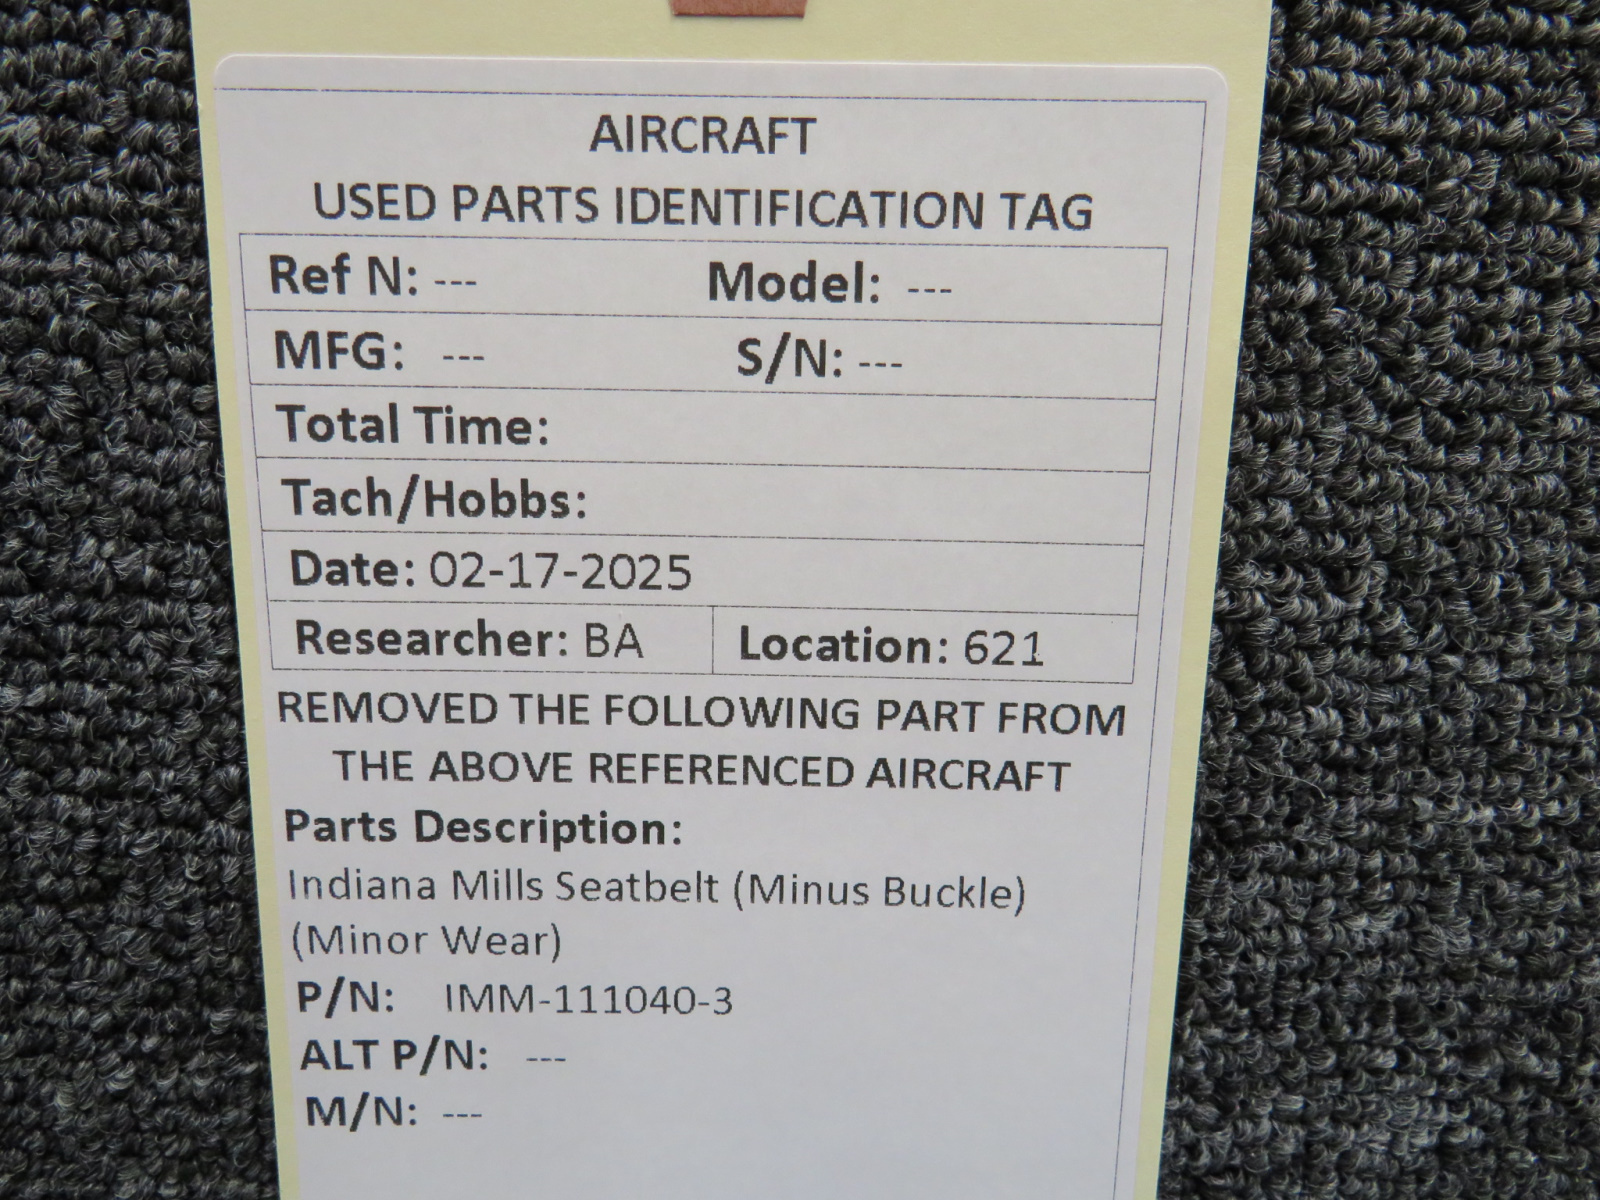 AIRCRAFT
USED PARTS IDENTIFICATION TAG
Ref N: --- Model: ---
MFG: --- S/N: ---
Total Time:
Tach/Hobbs:
Date: 02-17-2025
Researcher: BA Location: 621
REMOVED THE FOLLOWING PART FROM
THE ABOVE REFERENCED AIRCRAFT
Parts Description:
Indiana Mills Seatbelt (Minus Buckle)
(Minor Wear)
P/N: IMM-111040-3
ALT P/N: ---
M/N: ---